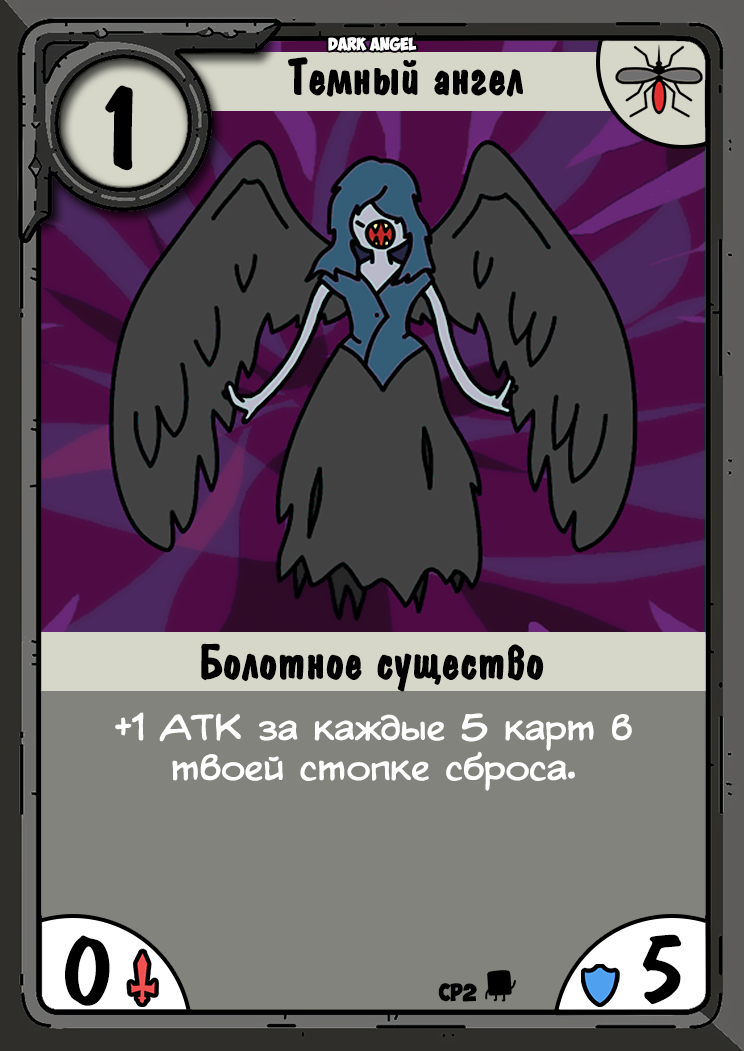 DARK ANGEL
1
Темный ангел
Болотное существо
+1 АТК за каждые 5 карт в
твоей стопке сброса.
0
CP2
5